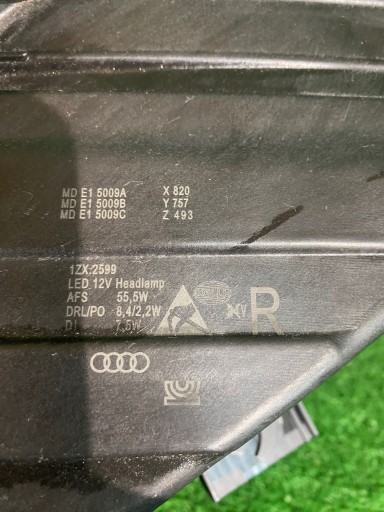 MD E1 5009A X 820
MD E1 5009B Y 757
MD E1 5009C Z 493
1ZX.2599
LED 12V Headlamp
AFS 55,5W
DRL/PO 8,4/2,2W
DI 7,5W
R